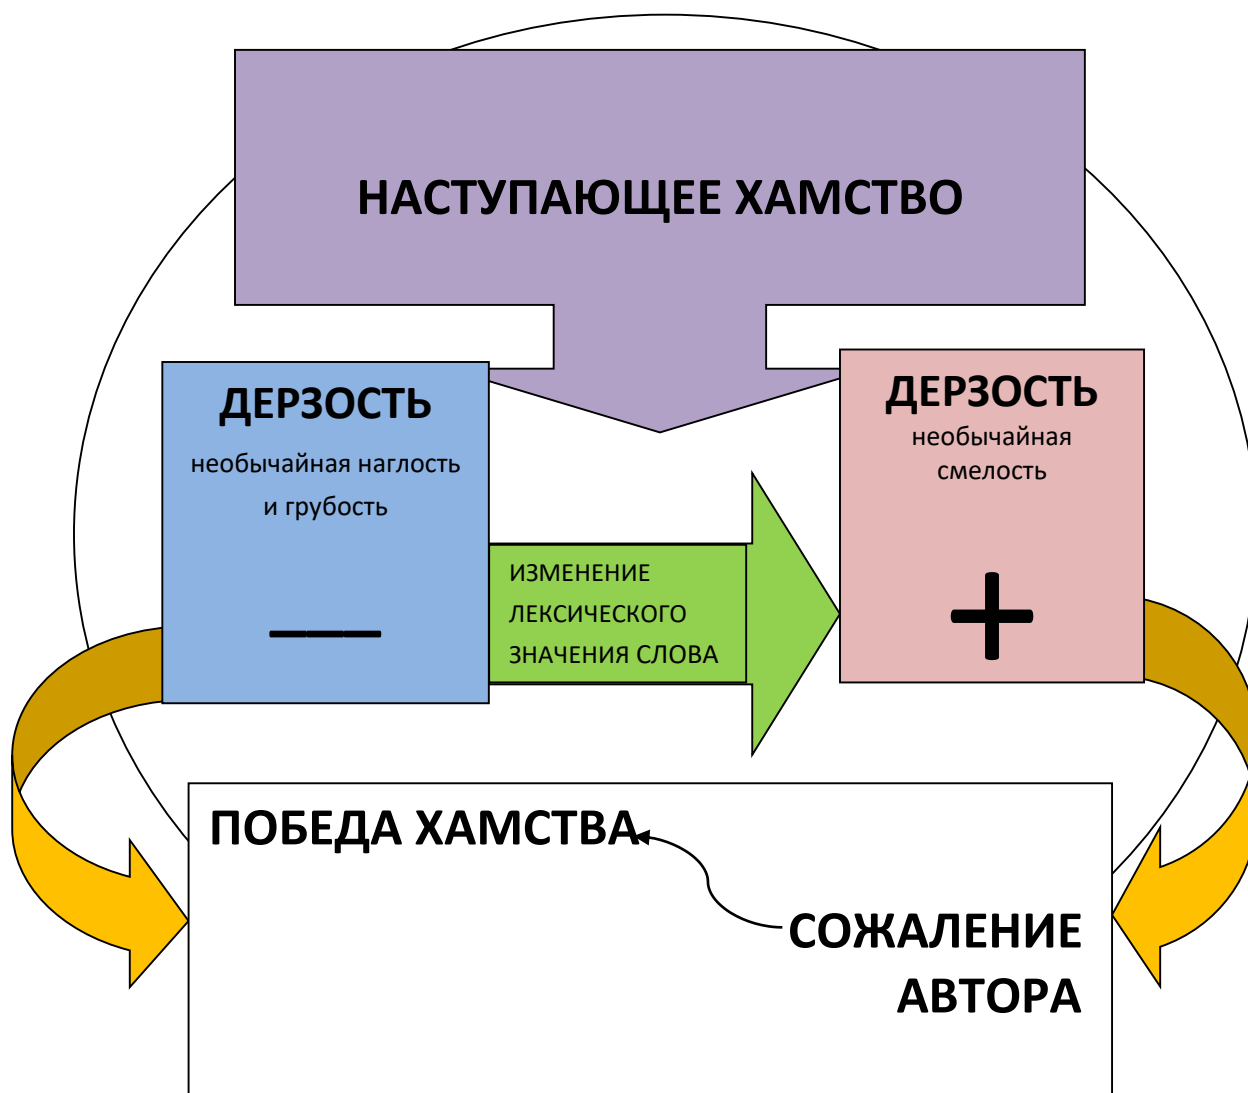 НАСТУПАЮЩЕЕ ХАМСТВО
ДЕРЗОСТЬ
необычайная наглость
и грубость
—
ИЗМЕНЕНИЕ
ЛЕКСИЧЕСКОГО
ЗНАЧЕНИЯ СЛОВА
ДЕРЗОСТЬ
необычайная
смелость
+
ПОБЕДА ХАМСТВА
СОЖАЛЕНИЕ
АВТОРА